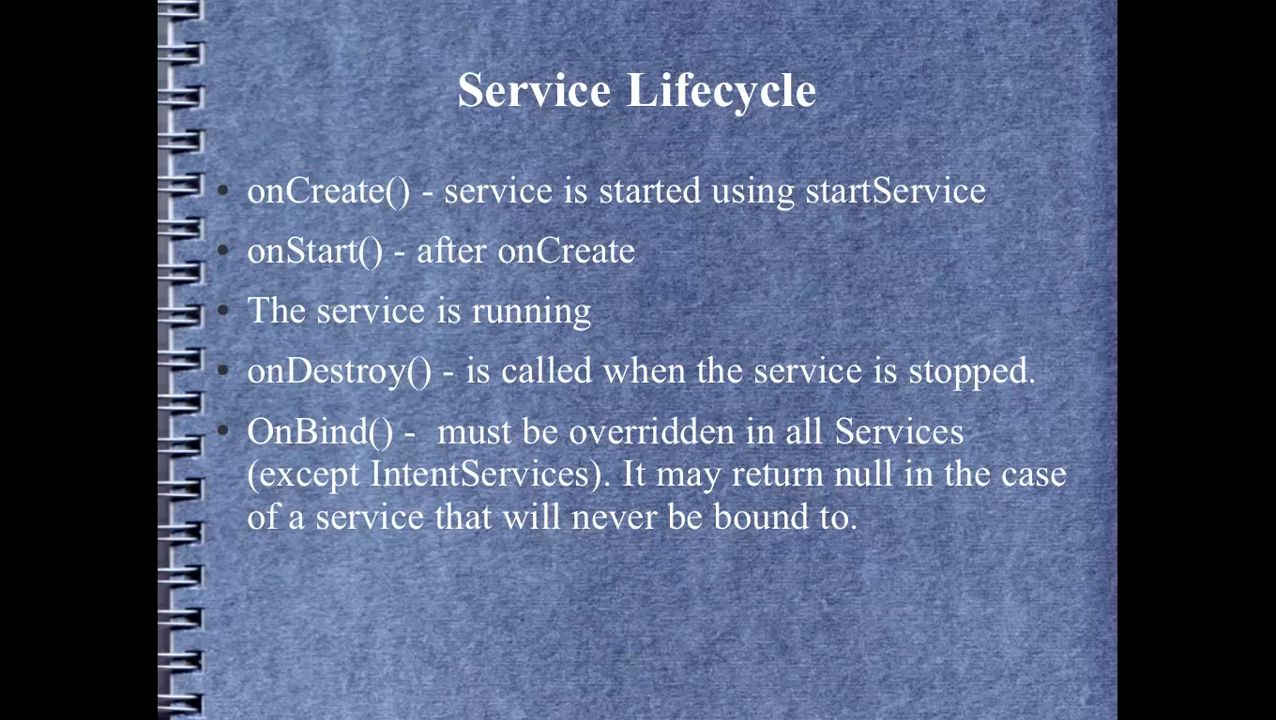 Service Lifecycle
• onCreate() - service is started using startService
• onStart() - after onCreate
• The service is running
• onDestroy() - is called when the service is stopped.
• OnBind() -  must be overridden in all Services
(except IntentServices). It may return null in the case
of a service that will never be bound to.